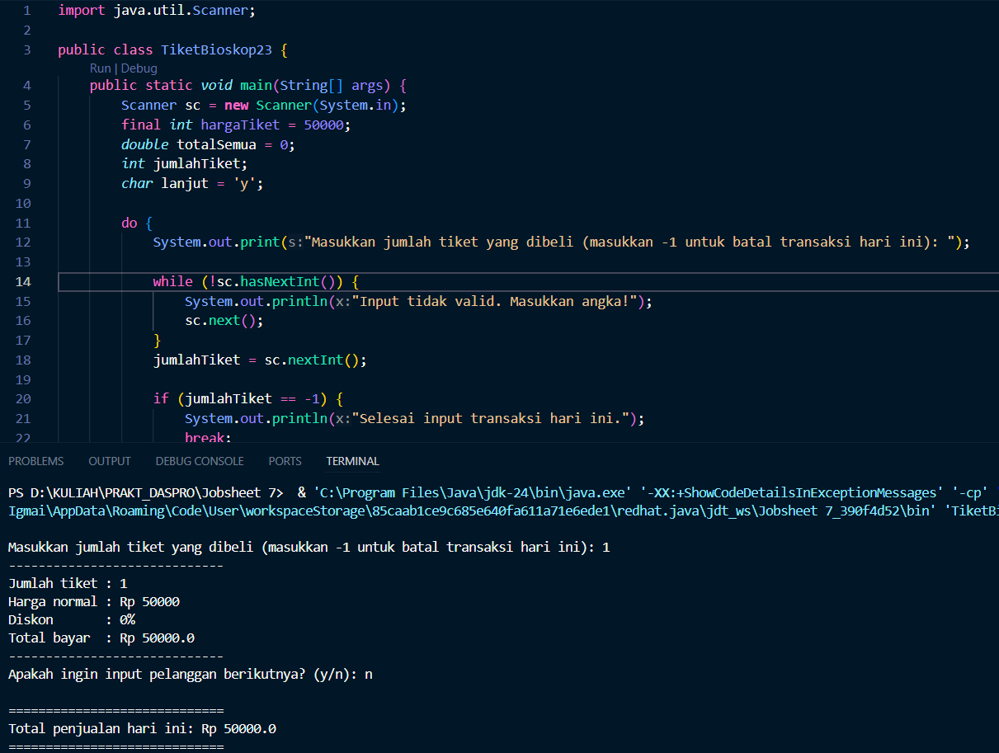 1 import java.util.Scanner;
2
3 public class TiketBioskop23 {
Run | Debug
4 public static void main(String[] args) {
5 Scanner sc = new Scanner(System.in);
6 final int hargaTiket = 50000;
7 double totalSemua = 0;
8 int jumlahTiket;
9 char lanjut = 'y';
10
11 do {
12 System.out.print(s:"Masukkan jumlah tiket yang dibeli (masukkan -1 untuk batal transaksi hari ini): ");
13
14 while (!sc.hasNextInt()) {
15 System.out.println(x:"Input tidak valid. Masukkan angka!");
16 sc.next();
17 }
18 jumlahTiket = sc.nextInt();
19
20 if (jumlahTiket == -1) {
21 System.out.println(x:"Selesai input transaksi hari ini.");
22 break;
PROBLEMS OUTPUT DEBUG CONSOLE PORTS TERMINAL
PS D:\KULIAH\PRAKT_DASPRO\Jobsheet 7> & 'C:\Program Files\Java\jdk-24\bin\java.exe' '-XX:+ShowCodeDetailsInExceptionMessages' '-cp'
Igmai\AppData\Roaming\Code\User\workspaceStorage\85caab1ce9c685e640fa611a71e6ede1\redhat.java\jdt_ws\Jobsheet 7_390f4d52\bin' 'TiketBi
Masukkan jumlah tiket yang dibeli (masukkan -1 untuk batal transaksi hari ini): 1
-----------------------------
Jumlah tiket : 1
Harga normal : Rp 50000
Diskon : 0%
Total bayar : Rp 50000.0
-----------------------------
Apakah ingin input pelanggan berikutnya? (y/n): n
=============================
Total penjualan hari ini: Rp 50000.0
=============================